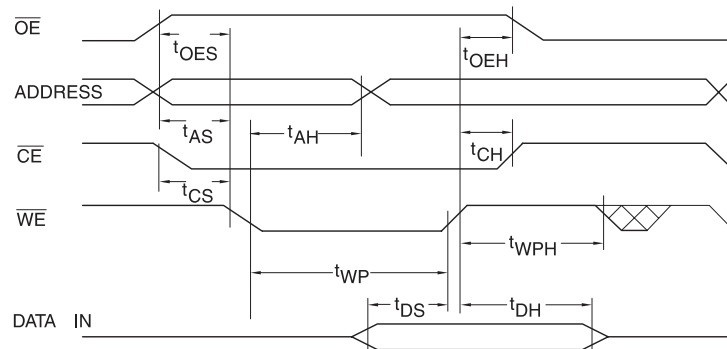 OE
tOES
tOEH
ADDRESS
tAS
tAH
tCH
CE
tCS
WE
tWPH
tWP
tDS
tDH
DATA IN